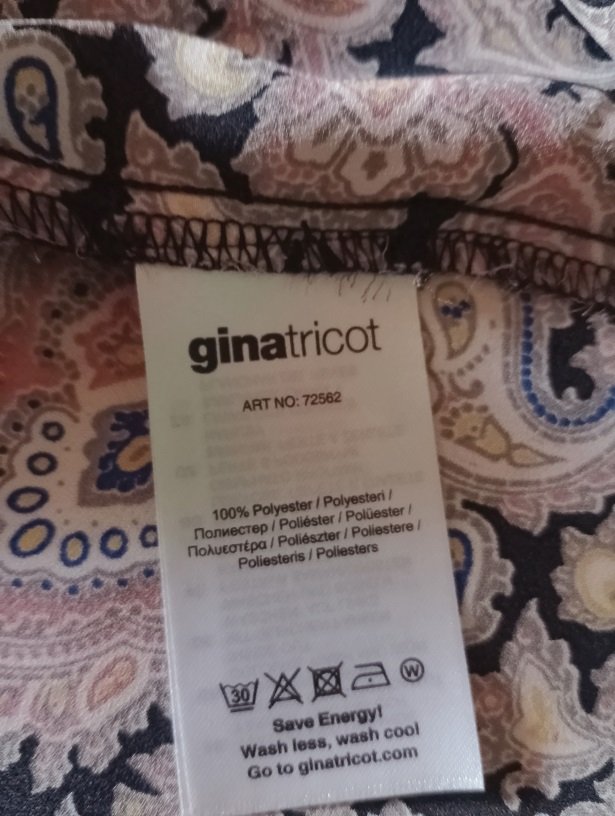 ginatricot
ART NO: 72562
100% Polyester / Polyesteri /
Полиестер / Poliéster / Polüester /
Πολυεστέρα / Poliészter / Poliestere /
Poliesteris / Poliesters
30
W
Save Energy!
Wash less, wash cool
Go to ginatricot.com